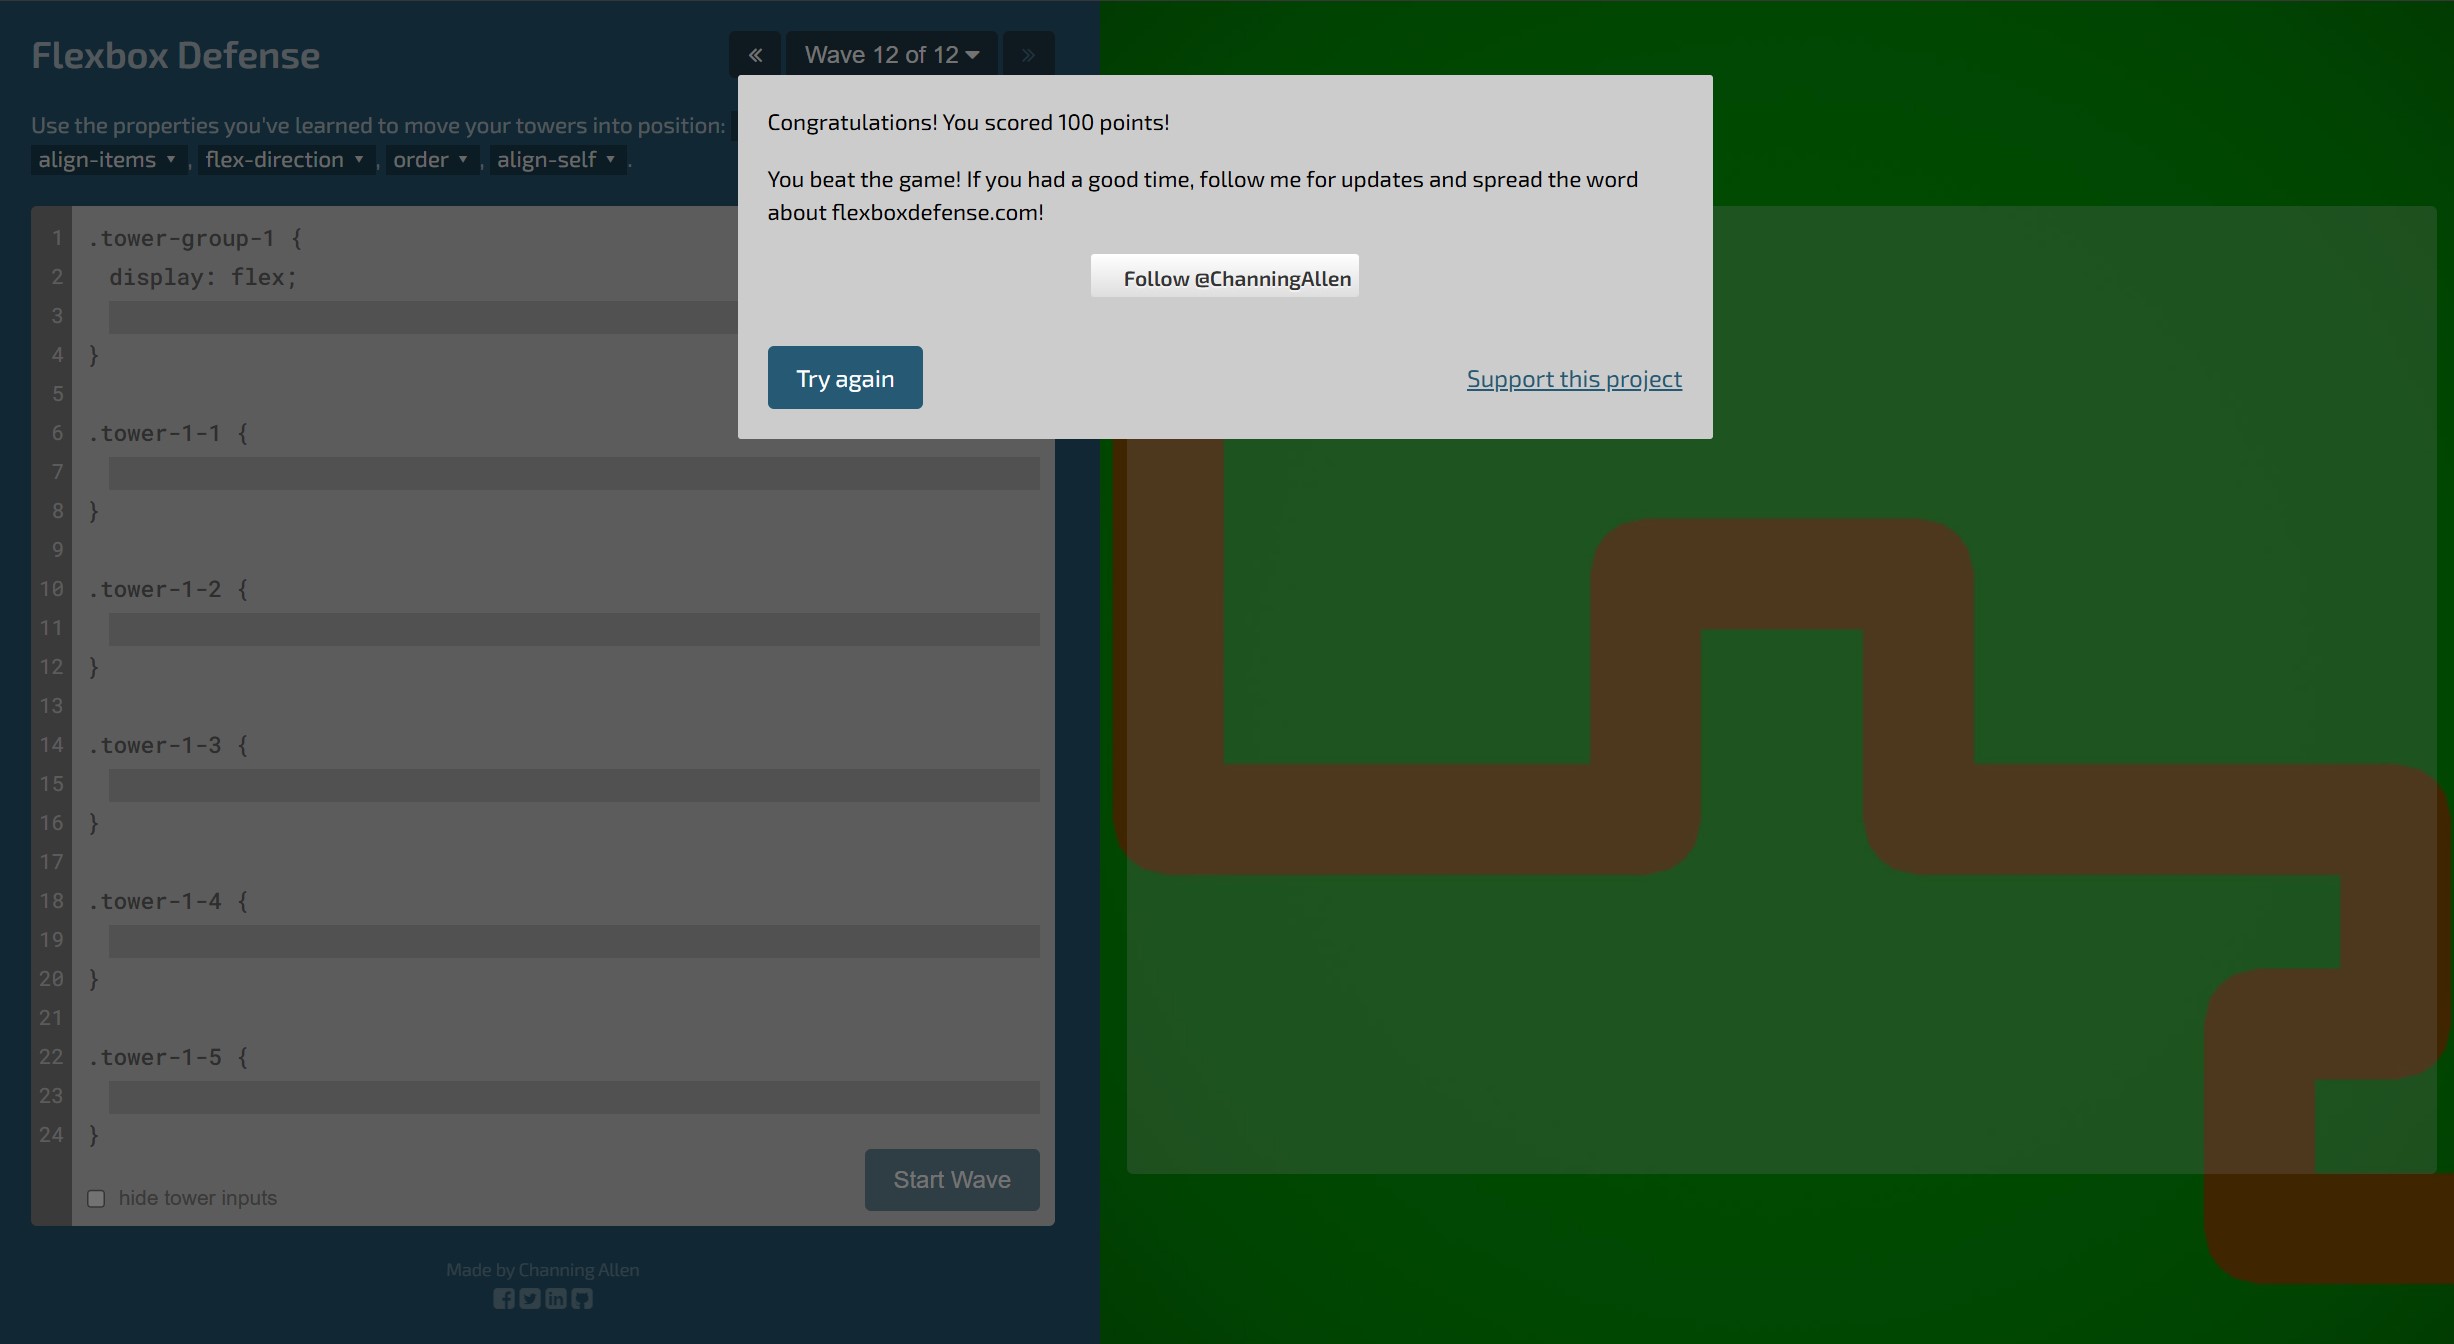 Flexbox Defense
«
Wave 12 of 12
»
Use the properties you've learned to move your towers into position:
align-items ▼ , flex-direction ▼ , order ▼ , align-self ▼ .
Congratulations! You scored 100 points!
You beat the game! If you had a good time, follow me for updates and spread the word
about flexboxdefense.com!
Follow @ChanningAllen
Try again
Support this project
1 .tower-group-1 {
2 display: flex;
3
4 }
5
6 .tower-1-1 {
7
8 }
9
10 .tower-1-2 {
11
12 }
13
14 .tower-1-3 {
15
16 }
17
18 .tower-1-4 {
19
20 }
21
22 .tower-1-5 {
23
24 }
hide tower inputs
Start Wave
Made by Channing Allen